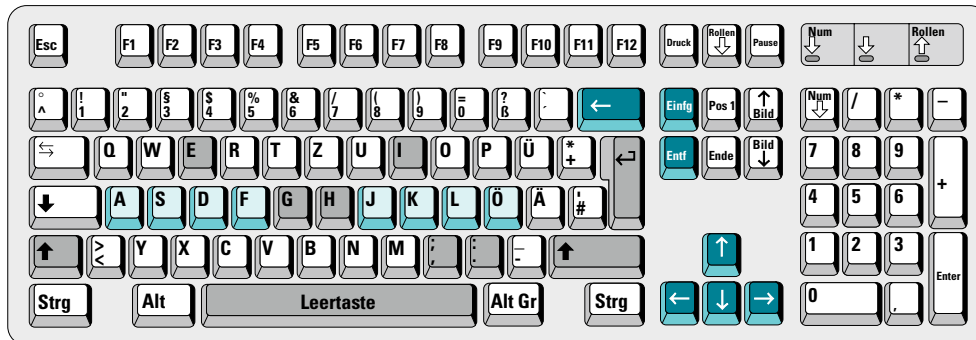 Esc F1 F2 F3 F4 F5 F6 F7 F8 F9 F10 F11 F12 Druck Rollen Pause Num Rollen
° ! " § $ % & / ( ) = ? ` Einfg Pos 1 Bild Num / * –
^ 1 2 3 4 5 6 7 8 9 0 ß ´
Q W E R T Z U I O P Ü * Entf Ende Bild 7 8 9 +
+
A S D F G H J K L Ö Ä ' 4 5 6
#
> Y X C V B N M ; : _ 1 2 3 Enter
< , . -
Strg Alt Leertaste Alt Gr Strg 0 ,